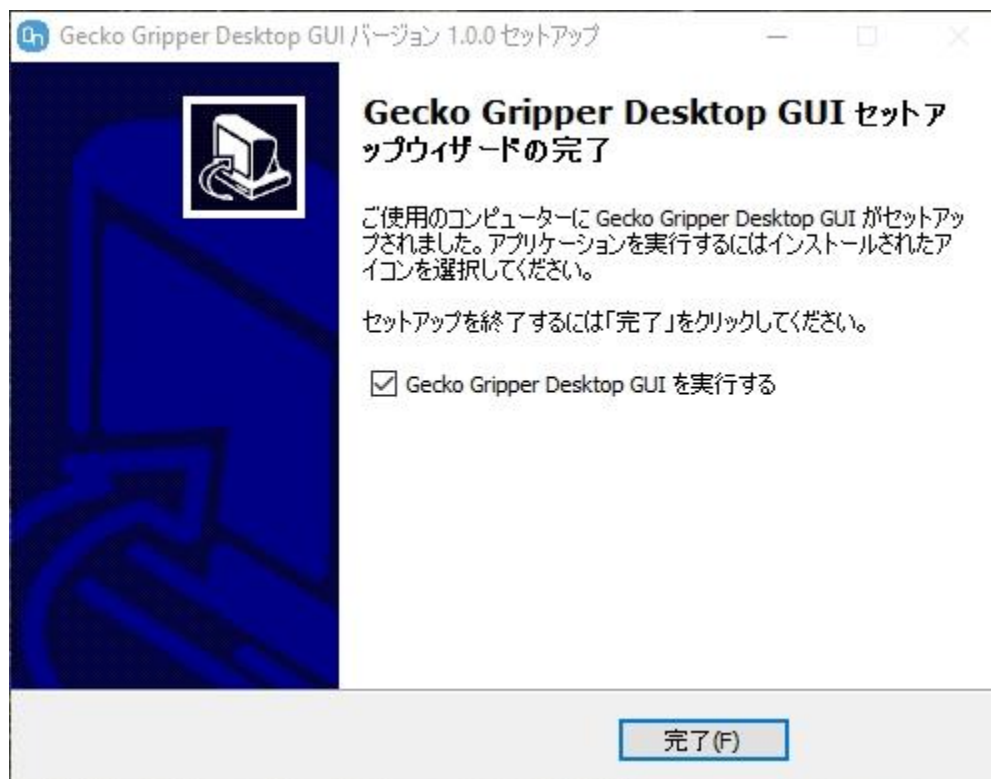 Gecko Gripper Desktop GUI バージョン 1.0.0 セットアップ
Gecko Gripper Desktop GUI セットア
ップウィザードの完了
ご使用のコンピューターに Gecko Gripper Desktop GUI がセットアッ
プされました。アプリケーションを実行するにはインストールされたア
イコンを選択してください。
セットアップを終了するには「完了」をクリックしてください。
Gecko Gripper Desktop GUI を実行する
完了(F)